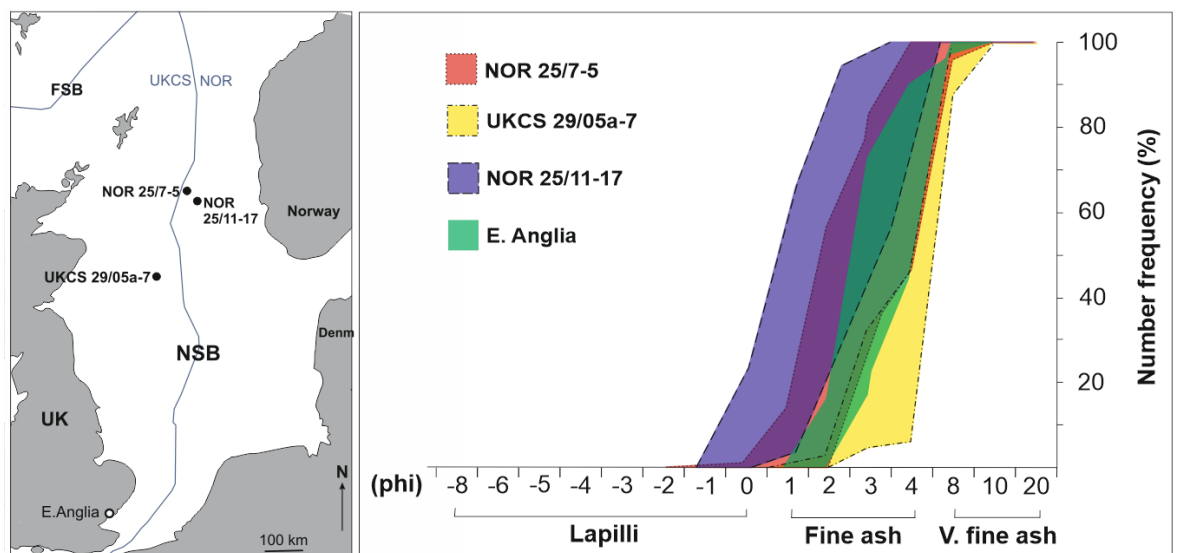 FSB
UKCS NOR
NOR 25/7-5
NOR
25/11-17
Norway
UKCS 29/05a-7
Denm
NSB
UK
N
E.Anglia
100 km
NOR 25/7-5
UKCS 29/05a-7
NOR 25/11-17
E. Anglia
100
80
60
40
20
Number frequency (%)
(phi) -8 -7 -6 -5 -4 -3 -2 -1 0 1 2 3 4 8 10 20
Lapilli Fine ash V. fine ash